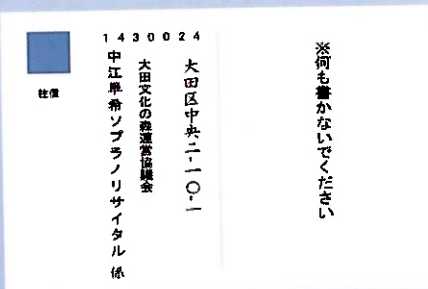 往信
1430024
大田区中央二-一〇-一
大田文化の森運営協議会
中江早希ソプラノリサイタル 係
※何も書かないでください